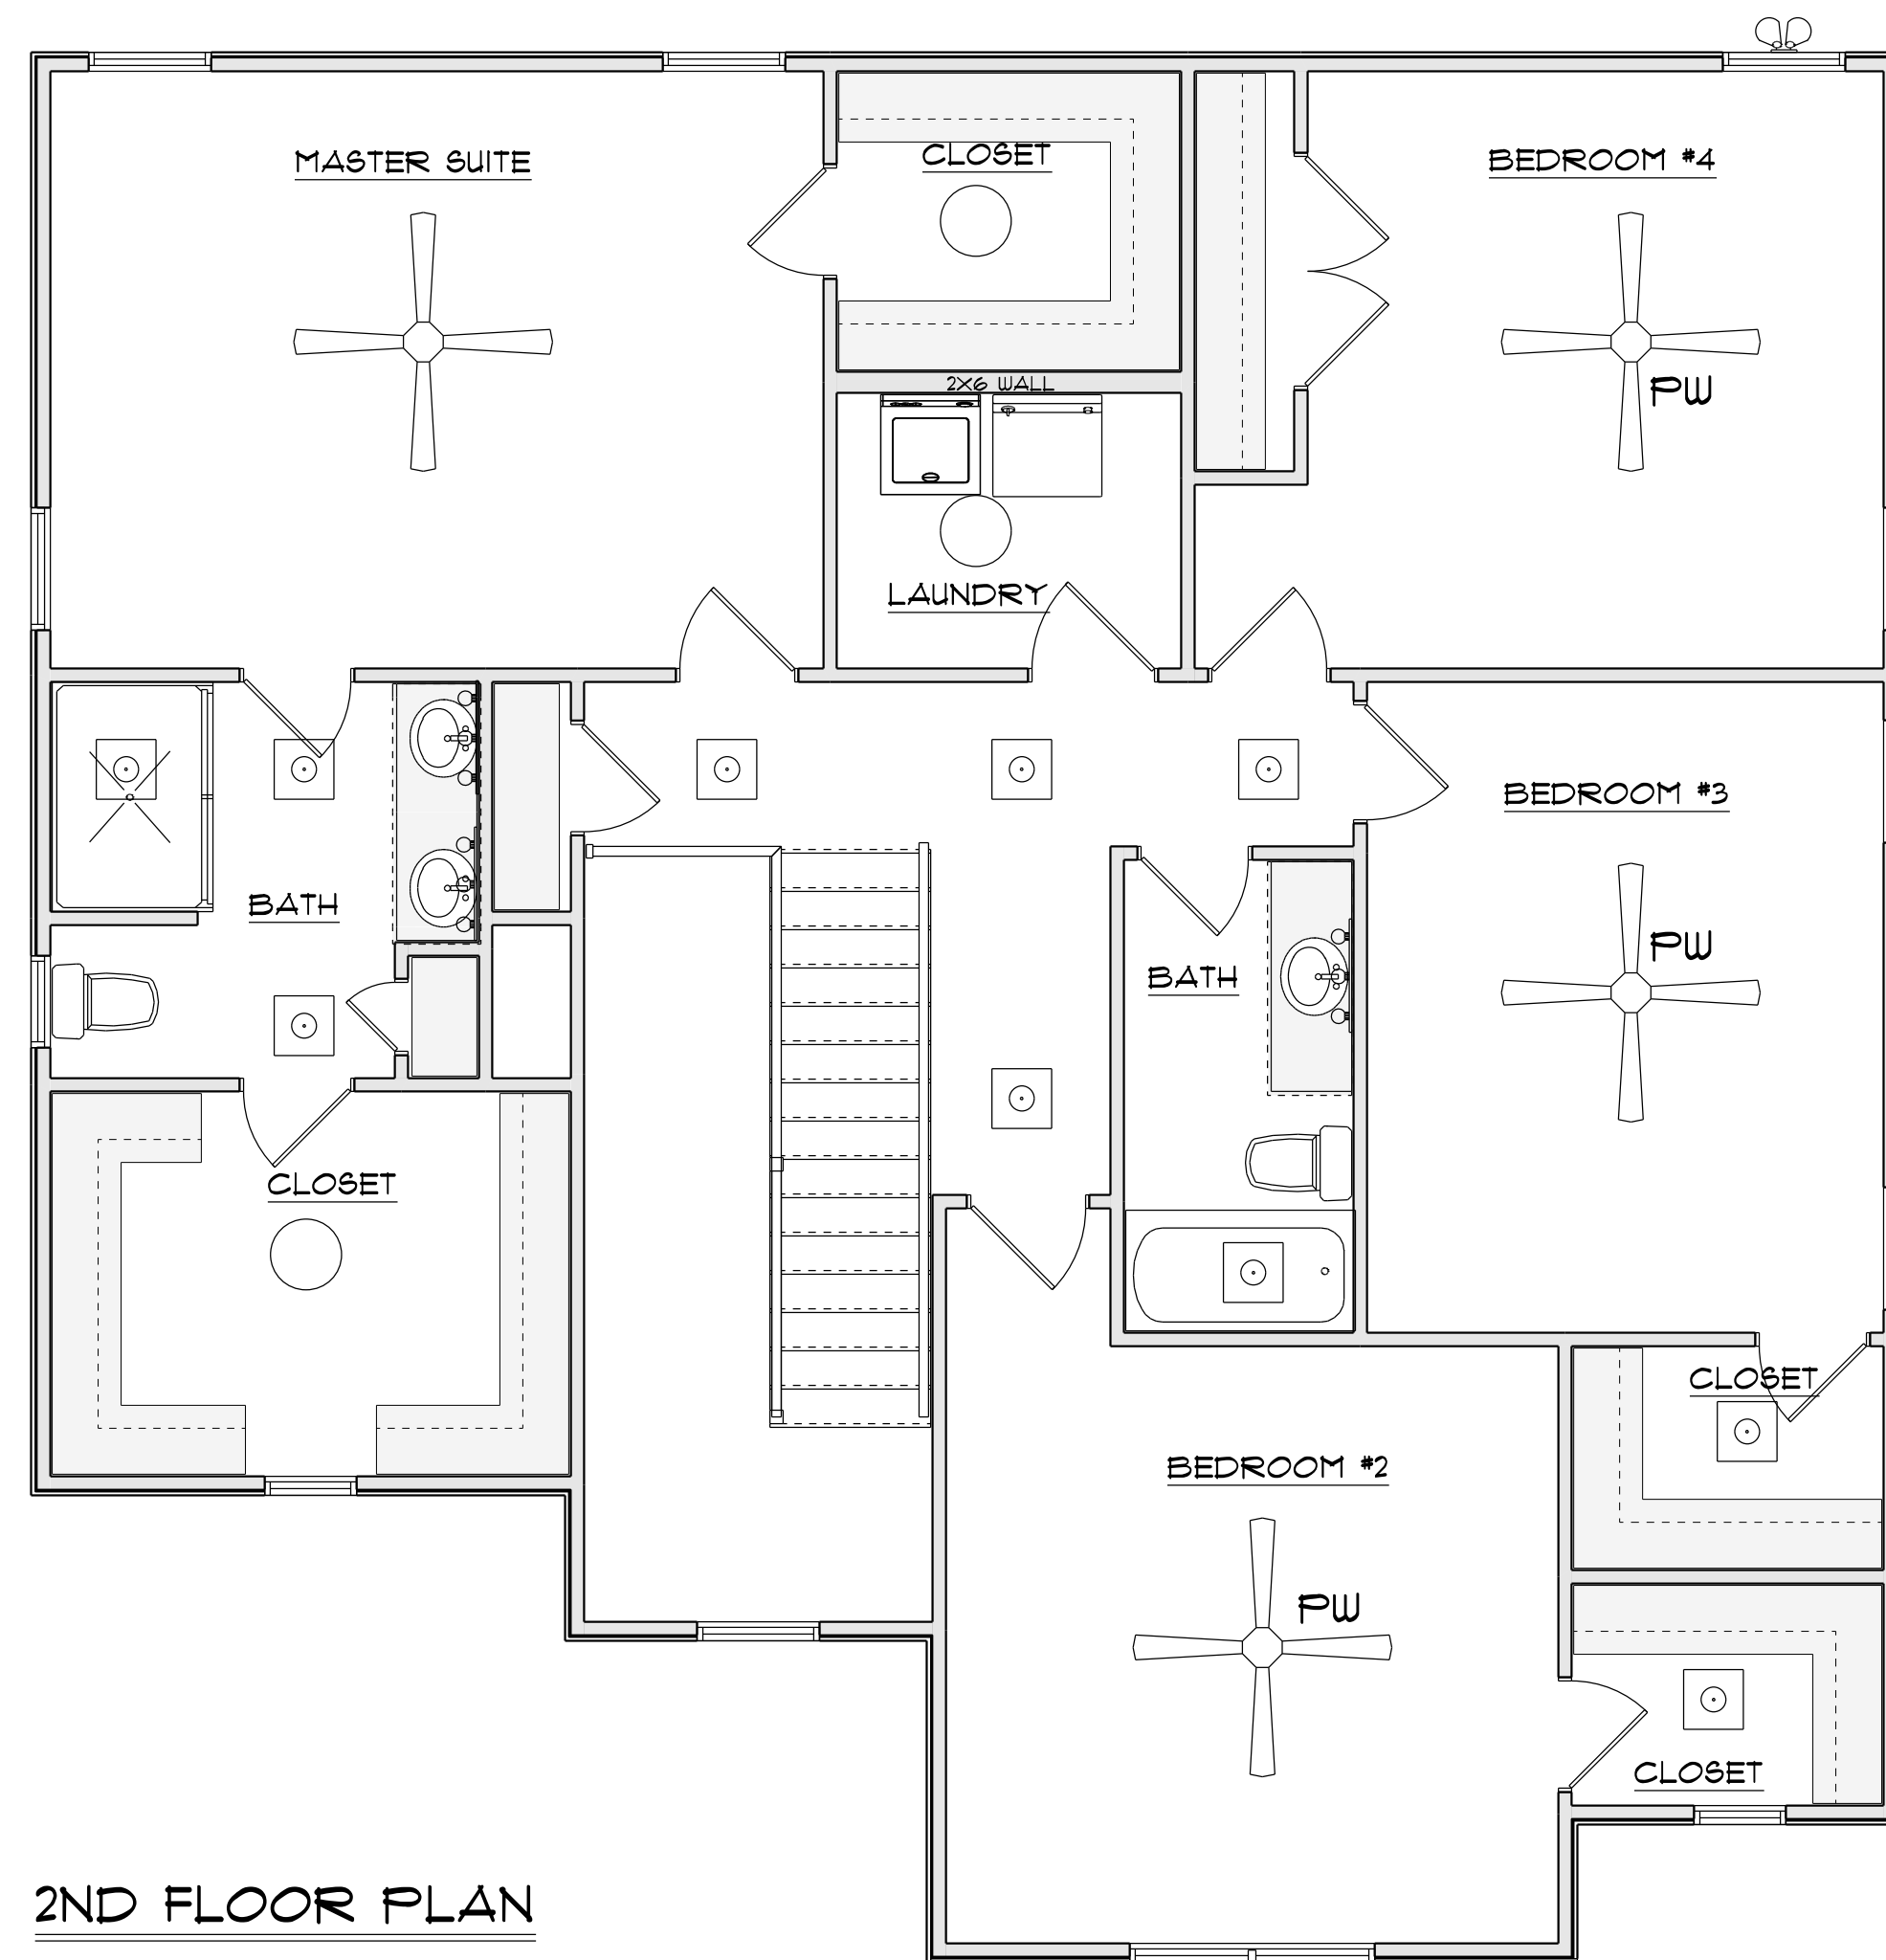 MASTER SUITE
CLOSET
BEDROOM #4
2X6 WALL
PW
LAUNDRY
BEDROOM #3
BATH
PW
BATH
CLOSET
CLOSET
BEDROOM #2
PW
CLOSET
2ND FLOOR PLAN